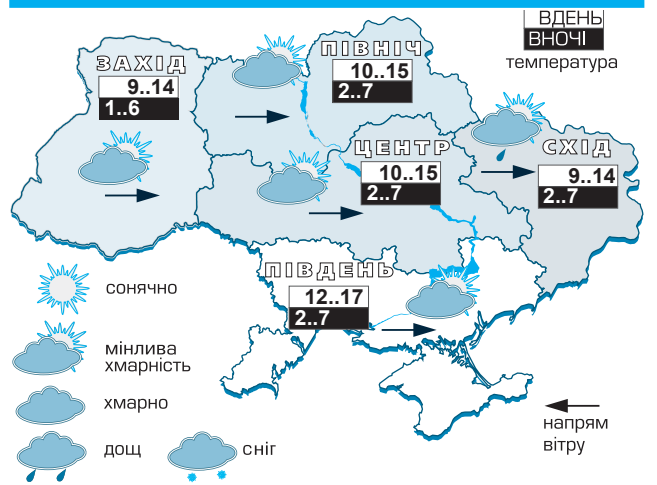 ВДЕНЬ
ВНОЧІ
температура
ПІВНІЧ
10..15
2..7
ЗАХІД
9..14
1..6
ЦЕНТР
10..15
2..7
СХІД
9..14
2..7
ПІВДЕНЬ
12..17
2..7
сонячно
мінлива
хмарність
хмарно
дощ
сніг
напрям
вітру